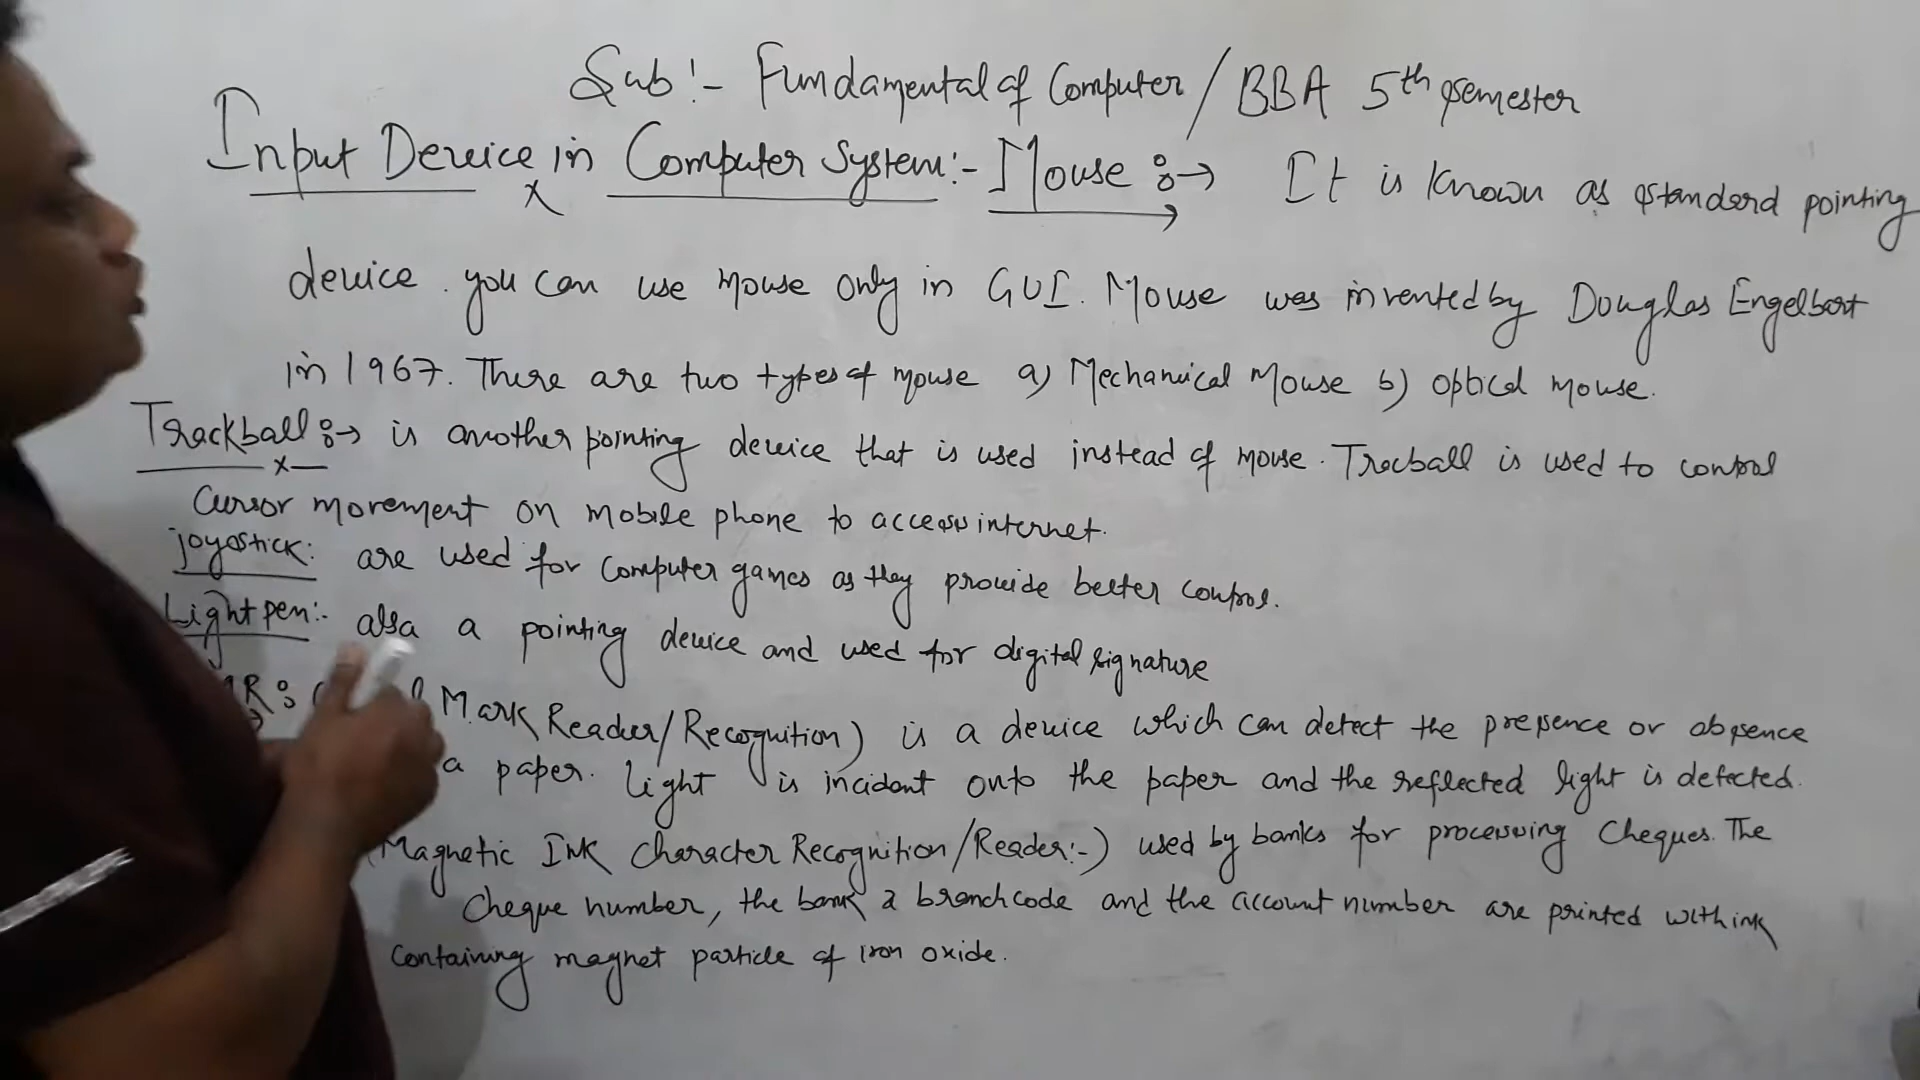 Sub!- Fundamental of Computer / BBA 5th semester
Input Device in Computer System:- Mouse :→ It is known as standard pointing
device. you can use mouse only in GUI. Mouse was invented by Douglas Engelbart
in 1967. There are two types of mouse a) Mechanical Mouse b) optical mouse.
Trackball :→ is another pointing device that is used instead of mouse. Tracball is used to control
Cursor movement on mobile phone to access internet.
joystick: are used for computer games as they provide better control.
Light pen:- also a pointing device and used for digital signature
MR: ( l Mark Reader/Recognition) is a device which can detect the presence or absence
a paper. light is incident onto the paper and the reflected light is detected.
(Magnetic Ink character Recognition/Reader:-) used by banks for processing Cheques. The
Cheque number, the bank & branch code and the account number are printed with ink
containing magnet particle of iron oxide.